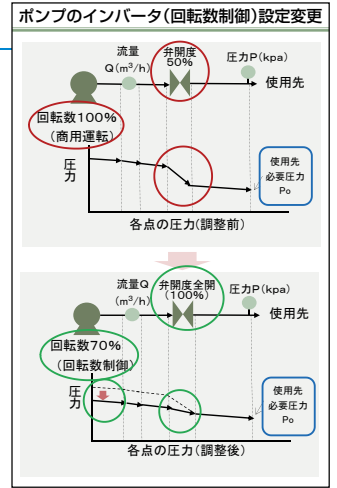 ポンプのインバータ(回転数制御)設定変更
流量
Q(m³/h)
弁開度
50%
圧力P(kpa)
使用先
回転数100%
(商用運転)
圧力
使用先
必要圧力
Po
各点の圧力(調整前)
流量Q
(m³/h)
弁開度全開
(100%)
圧力P(kpa)
使用先
回転数70%
(回転数制御)
圧力
使用先
必要圧力
Po
各点の圧力(調整後)